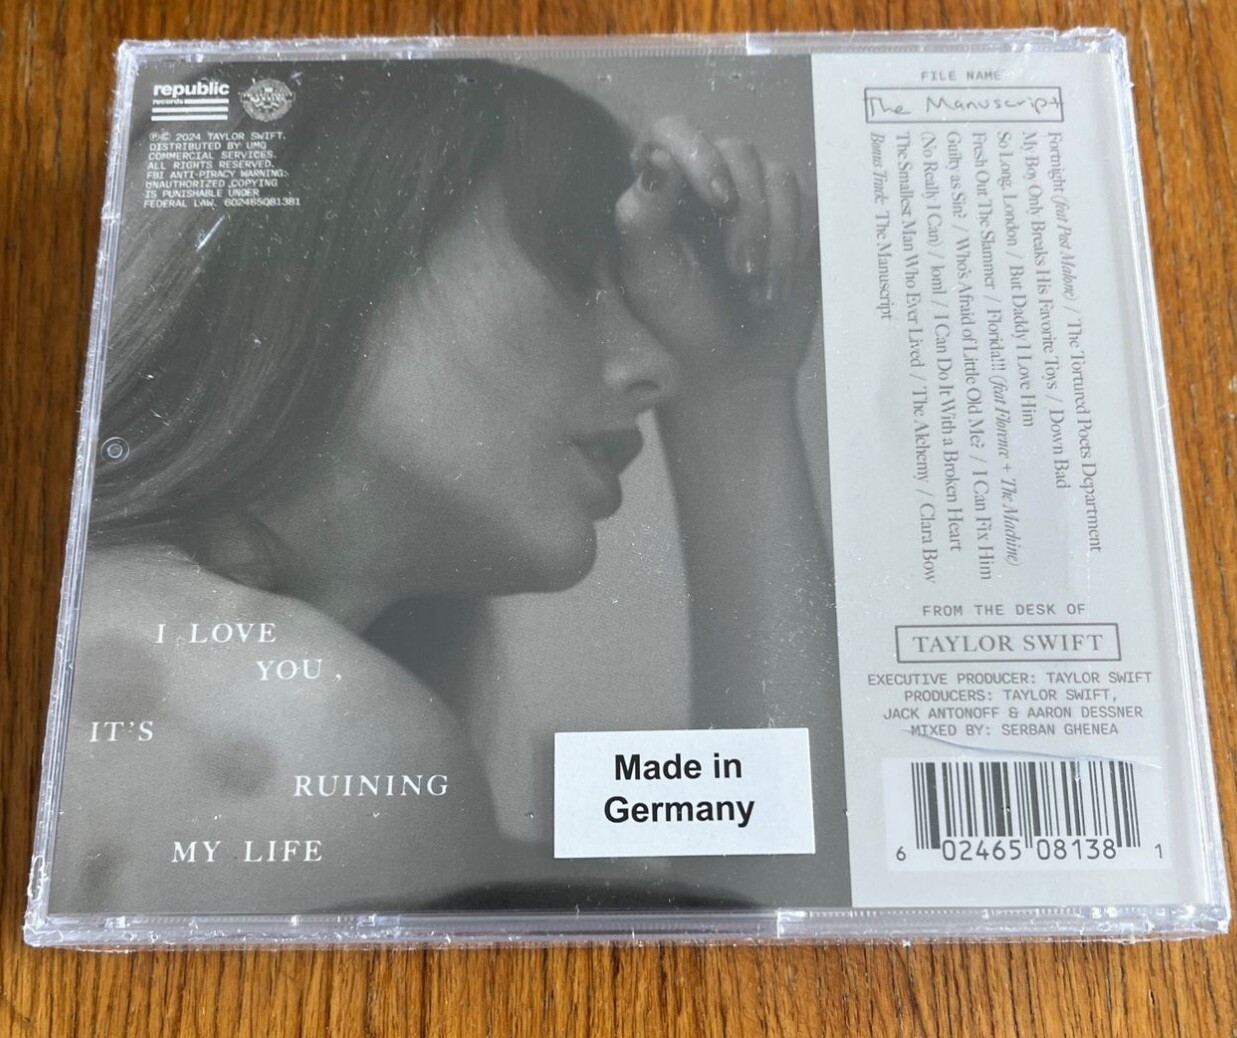 republic
records
℗© 2024 TAYLOR SWIFT.
DISTRIBUTED BY UMG
COMMERCIAL SERVICES.
ALL RIGHTS RESERVED.
FBI ANTI-PIRACY WARNING:
UNAUTHORIZED COPYING
IS PUNISHABLE UNDER
FEDERAL LAW. 602465081381
I LOVE
YOU,
IT'S
RUINING
MY LIFE
Made in
Germany
FILE NAME
The Manuscript
Fortnight (feat Post Malone) / The Tortured Poets Department
My Boy Only Breaks His Favorite Toys / Down Bad
So Long, London / But Daddy I Love Him
Fresh Out The Slammer / Florida!!! (feat Florence + The Machine)
Guilty as Sin? / Who's Afraid of Little Old Me? / I Can Fix Him
(No Really I Can) / loml / I Can Do It With a Broken Heart
The Smallest Man Who Ever Lived / The Alchemy / Clara Bow
Bonus Track: The Manuscript
FROM THE DESK OF
TAYLOR SWIFT
EXECUTIVE PRODUCER: TAYLOR SWIFT
PRODUCERS: TAYLOR SWIFT,
JACK ANTONOFF & AARON DESSNER
MIXED BY: SERBAN GHENEA
6 02465 08138 1